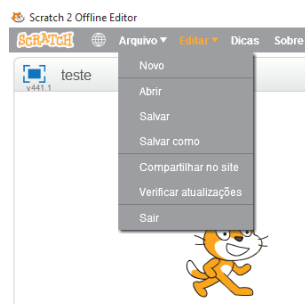 Scratch 2 Offline Editor
SCRATCH Arquivo Editar Dicas Sobre
teste
v441.1
Novo
Abrir
Salvar
Salvar como
Compartilhar no site
Verificar atualizações
Sair